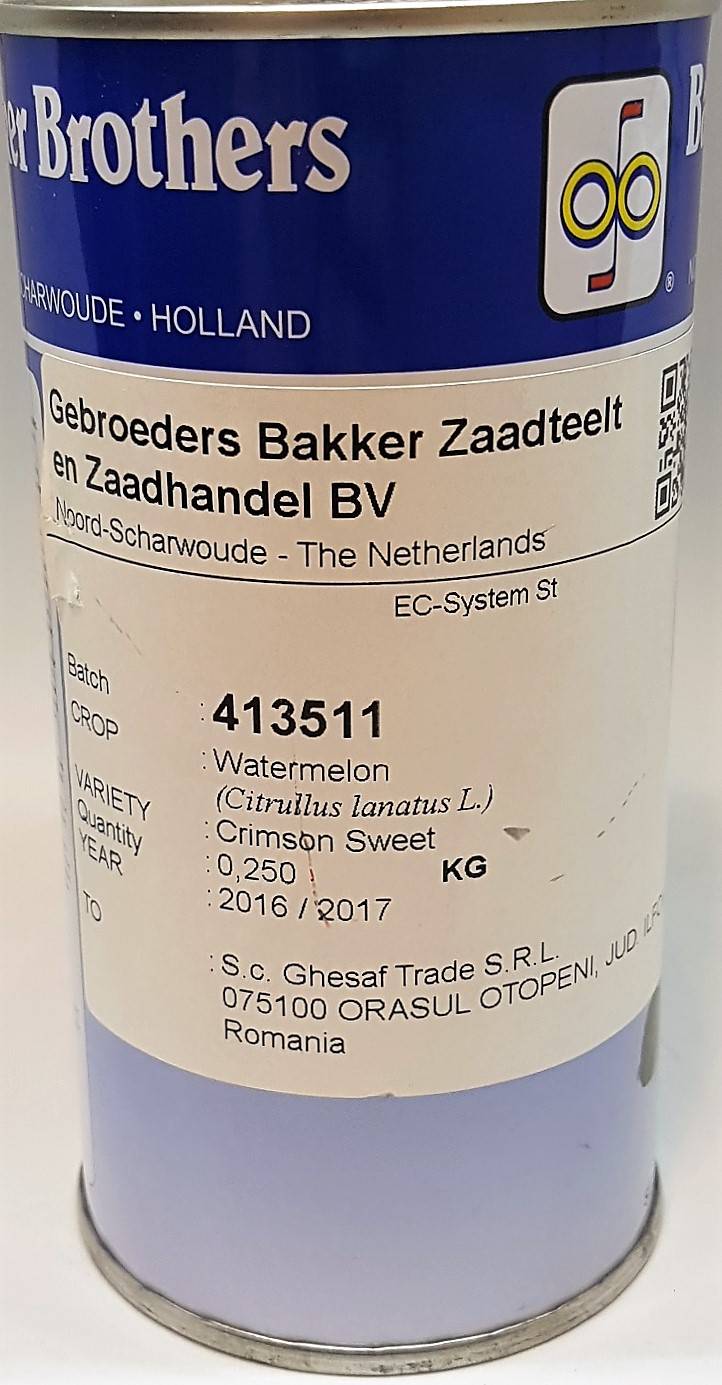 Brothers
HOLLAND
®
Gebroeders Bakker Zaadteelt
en Zaadhandel BV
Noord-Scharwoude - The Netherlands
EC-System St
Batch : 413511
CROP : Watermelon
(Citrullus lanatus L.)
VARIETY : Crimson Sweet
Quantity : 0,250 KG
YEAR : 2016 / 2017
TO : S.c. Ghesaf Trade S.R.L.
075100 ORASUL OTOPENI, JUD.
Romania